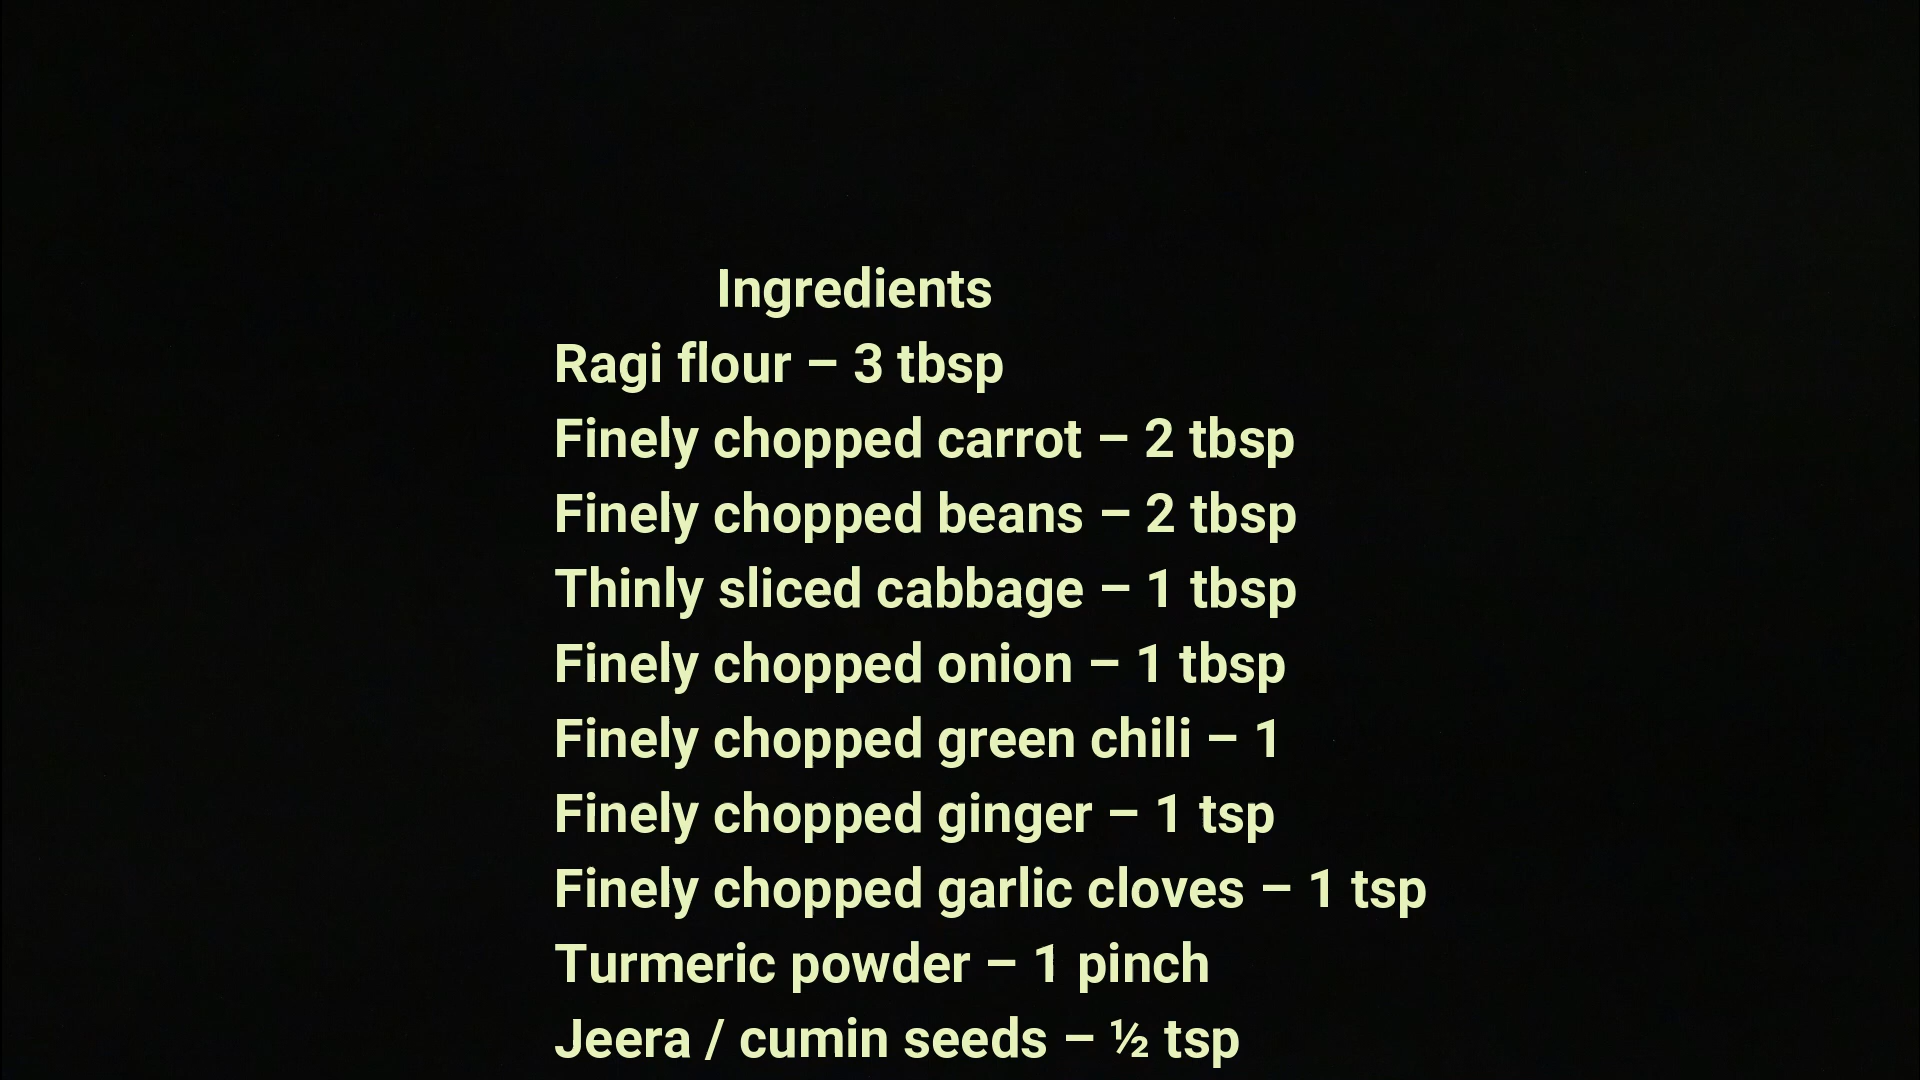 Ingredients
Ragi flour – 3 tbsp
Finely chopped carrot – 2 tbsp
Finely chopped beans – 2 tbsp
Thinly sliced cabbage – 1 tbsp
Finely chopped onion – 1 tbsp
Finely chopped green chili – 1
Finely chopped ginger – 1 tsp
Finely chopped garlic cloves – 1 tsp
Turmeric powder – 1 pinch
Jeera / cumin seeds – ½ tsp